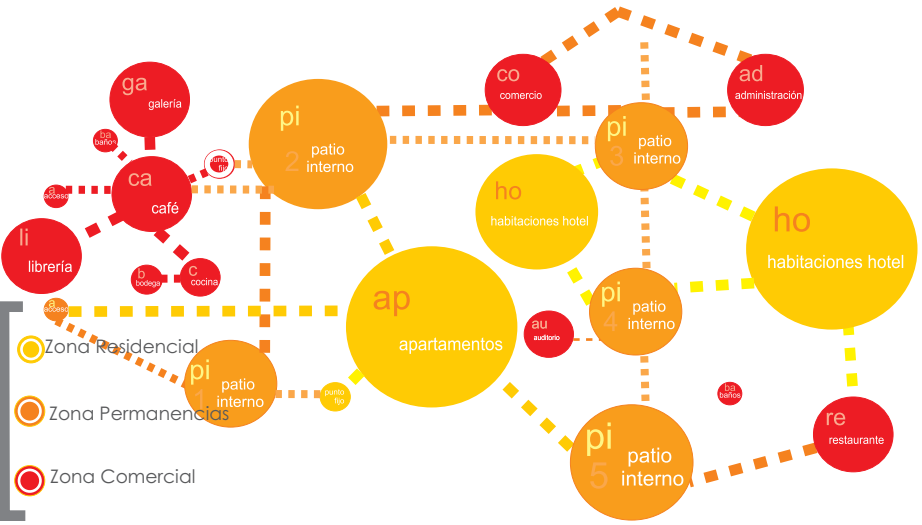 ga
galería
ba
baños
ca
café
punto
fijo
a
acceso
li
librería
b
bodega
c
cocina
a
acceso
pi
2
patio
interno
co
comercio
ad
administración
pi
3
patio
interno
ho
habitaciones hotel
ho
habitaciones hotel
ap
apartamentos
pi
4
patio
interno
au
auditorio
pi
1
patio
interno
punto
fijo
ba
baños
re
restaurante
pi
5
patio
interno
Zona Residencial
Zona Permanencias
Zona Comercial